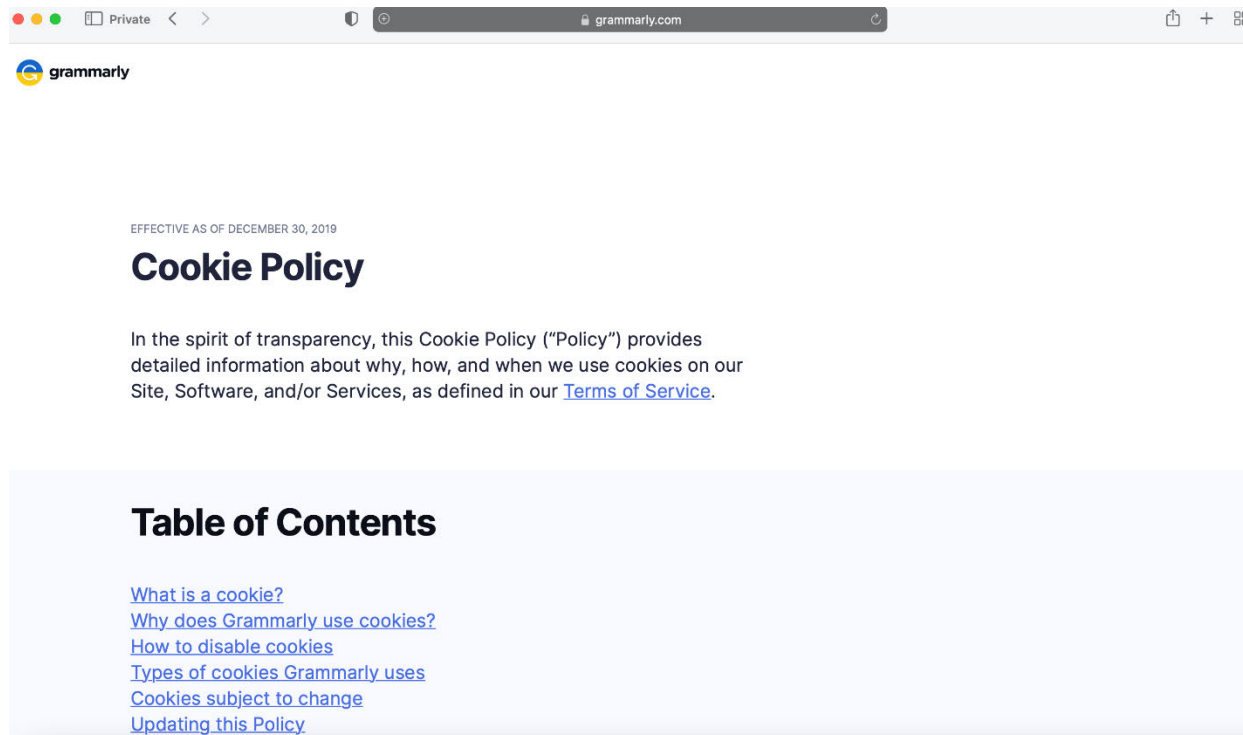 Private
grammarly.com
grammarly
EFFECTIVE AS OF DECEMBER 30, 2019
Cookie Policy
In the spirit of transparency, this Cookie Policy (“Policy”) provides
detailed information about why, how, and when we use cookies on our
Site, Software, and/or Services, as defined in our Terms of Service.
Table of Contents
What is a cookie?
Why does Grammarly use cookies?
How to disable cookies
Types of cookies Grammarly uses
Cookies subject to change
Updating this Policy